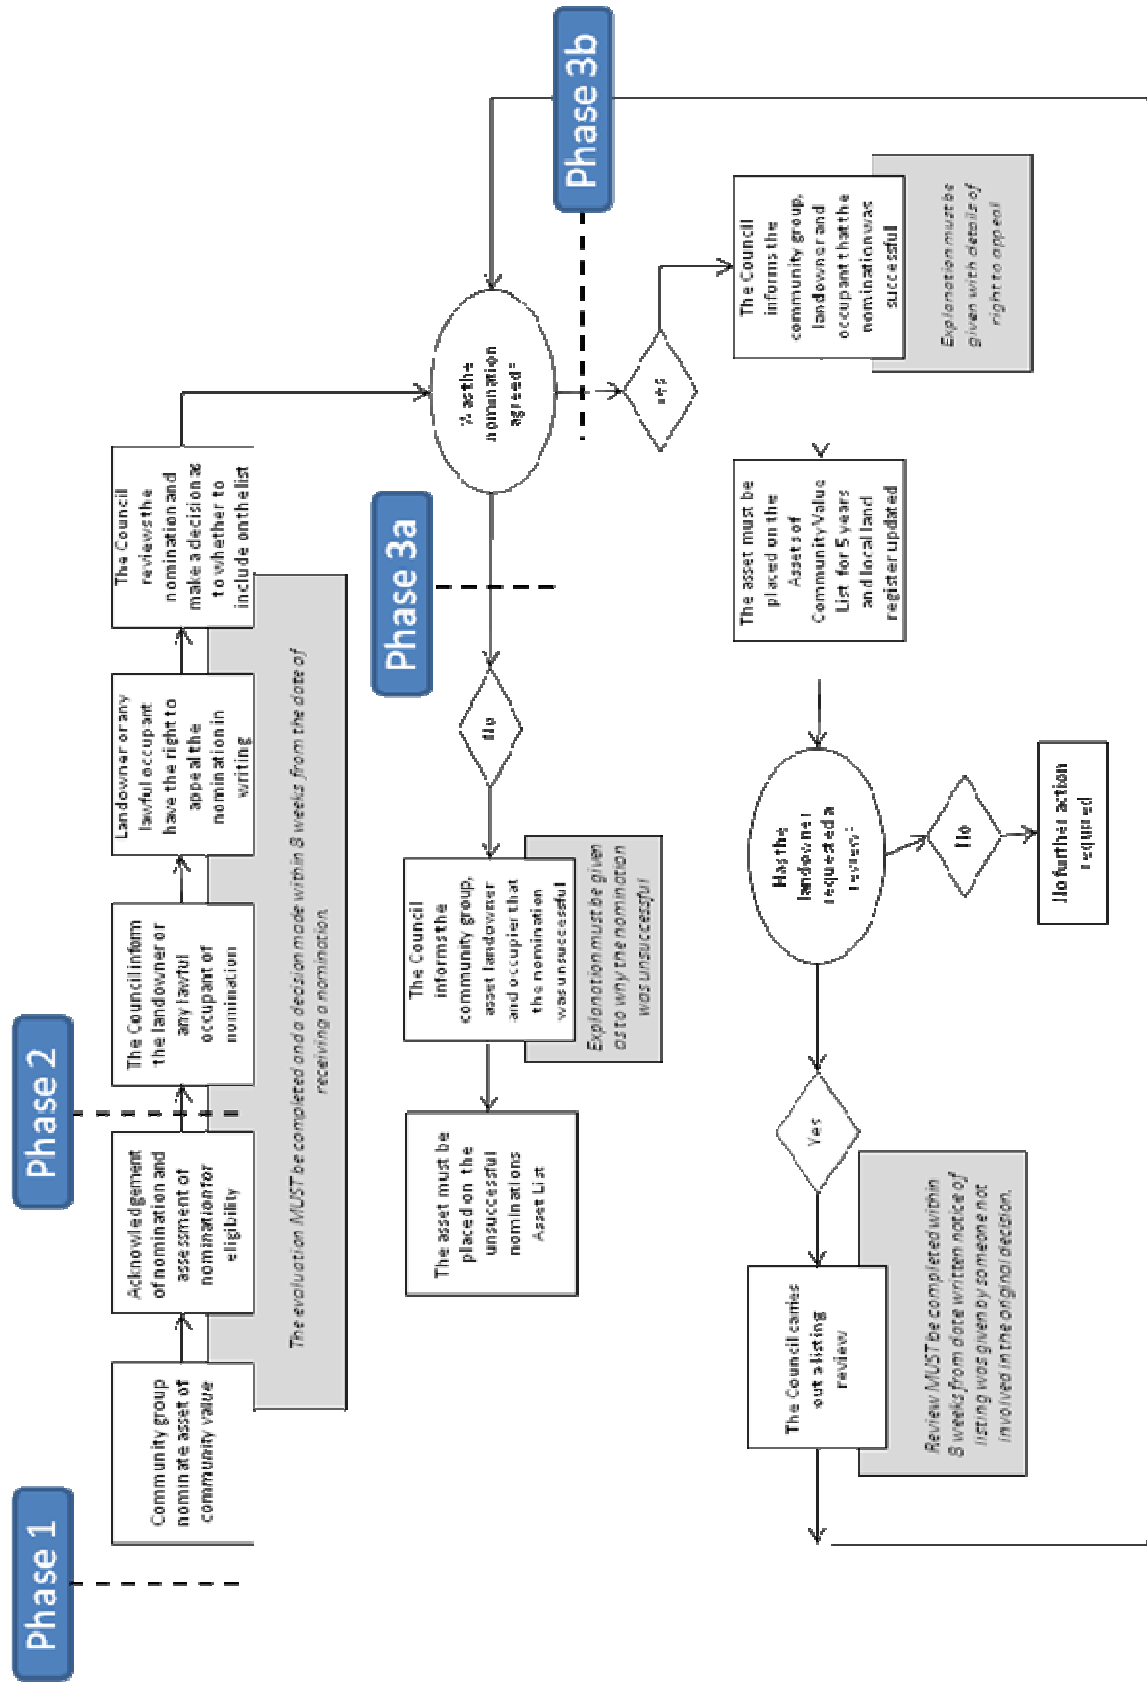 Phase 1
Phase 2
Community group
nominate asset of
community value
Acknowledgement
of nomination and
assessment of
nomination for
eligibility
The Council inform
the landowner or
any lawful
occupant of
nomination
Landowner or any
lawful occupant
have the right to
appeal the
nomination in
writing
The Council
reviews the
nomination and
make a decision as
to whether to
include on the list
The evaluation MUST be completed and a decision made within 8 weeks from the date of
receiving a nomination.
Phase 3a
Phase 3b
The asset must be
placed on the
unsuccessful
nominations
Asset List
The Council
informs the
community group,
asset landowner
and occupier that
the nomination
was unsuccessful
Explanation must be given
as to why the nomination
was unsuccessful
No
Was the
nomination
agreed?
Yes
The Council
informs the
community group,
landowner and
occupant that the
nomination was
successful
Explanation must be
given with details of
right to appeal
The asset must be
placed on the
Assets of
Community Value
List for 5 years
and local land
register updated
Has the
landowner
requested a
review?
No
No further action
required
Yes
The Council carries
out a listing
review
Review MUST be completed within
8 weeks from date written notice of
listing was given by someone not
involved in the original decision.